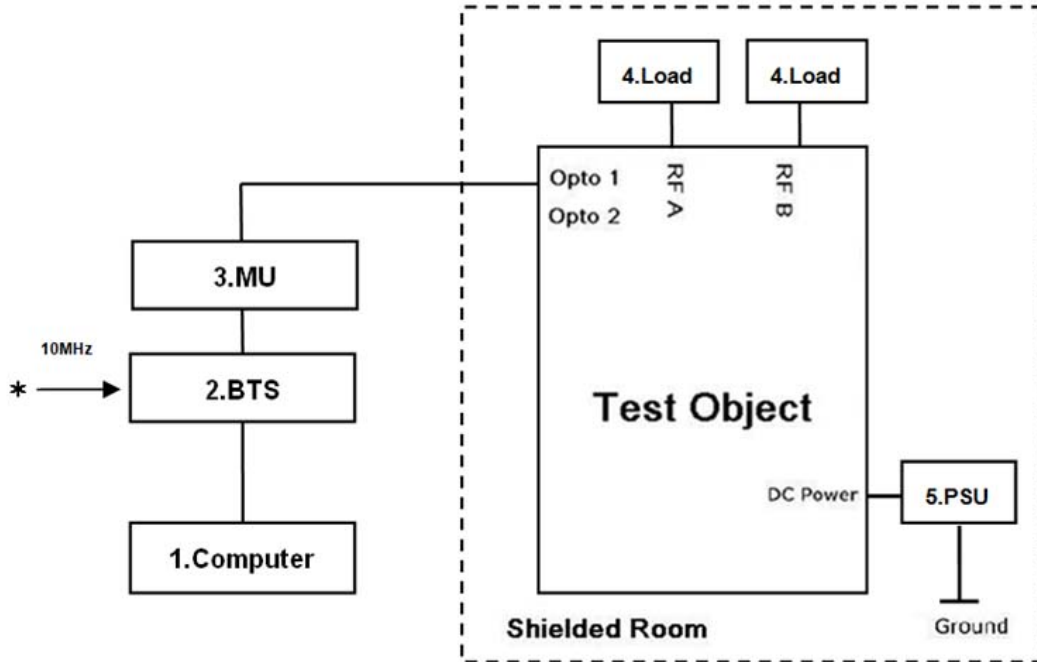 4.Load
4.Load
Opto 1
RF A
RF B
Opto 2
3.MU
10MHz
*
2.BTS
Test Object
DC Power
5.PSU
1.Computer
Shielded Room
Ground